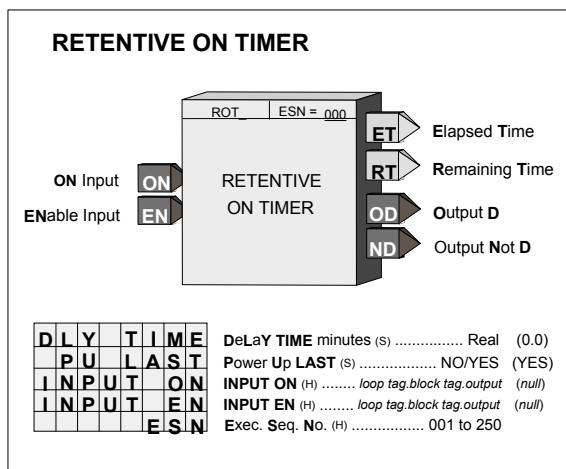 RETENTIVE ON TIMER
ROT_ ESN = 000
ET Elapsed Time
RT Remaining Time
ON Input ON
RETENTIVE
ON TIMER
ENable Input EN
OD Output D
ND Output Not D
DLY TIME DeLaY TIME minutes (S) ................ Real (0.0)
PU LAST Power Up LAST (S) .................. NO/YES (YES)
INPUT ON INPUT ON (H) ........ loop tag.block tag.output (null)
INPUT EN INPUT EN (H) ........ loop tag.block tag.output (null)
ESN Exec. Seq. No. (H) ................. 001 to 250